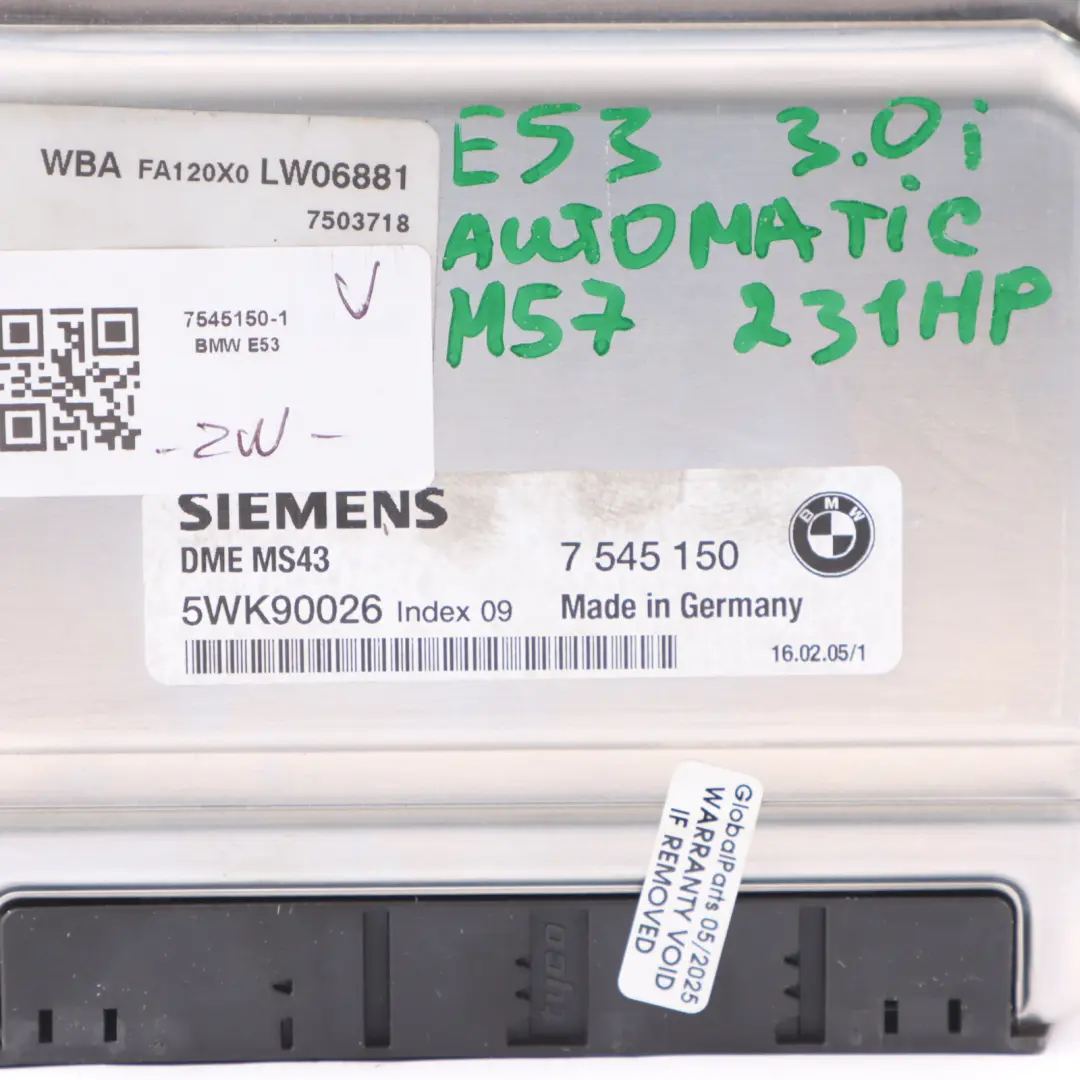 WBA FA120X0 LW06881
7503718
E53 3.0i
AUTOMATIC
M57 231HP
V
7545150-1
BMW E53
- ZW -
SIEMENS
DME MS43
7 545 150
BMW
5WK90026 Index 09
Made in Germany
16.02.05/1
GlobalParts 05/2025
WARRANTY VOID
IF REMOVED
tyco